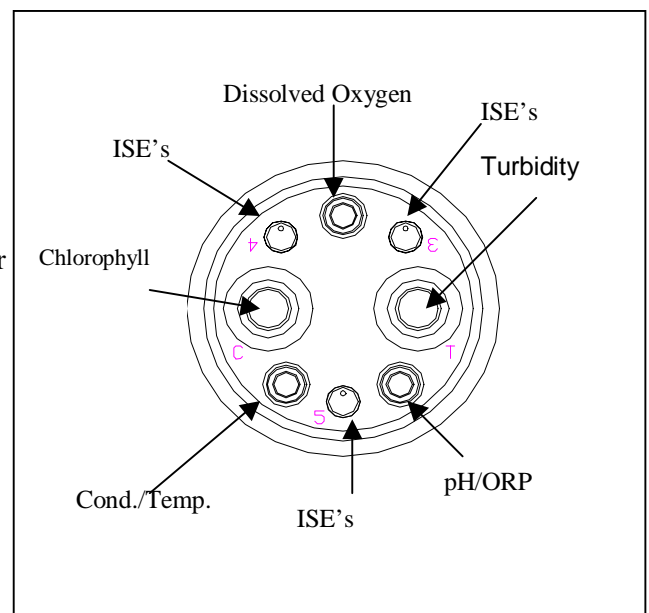 Dissolved Oxygen
ISE's
ISE's
Turbidity
4
3
r
Chlorophyll
C
T
5
Cond./Temp.
pH/ORP
ISE's